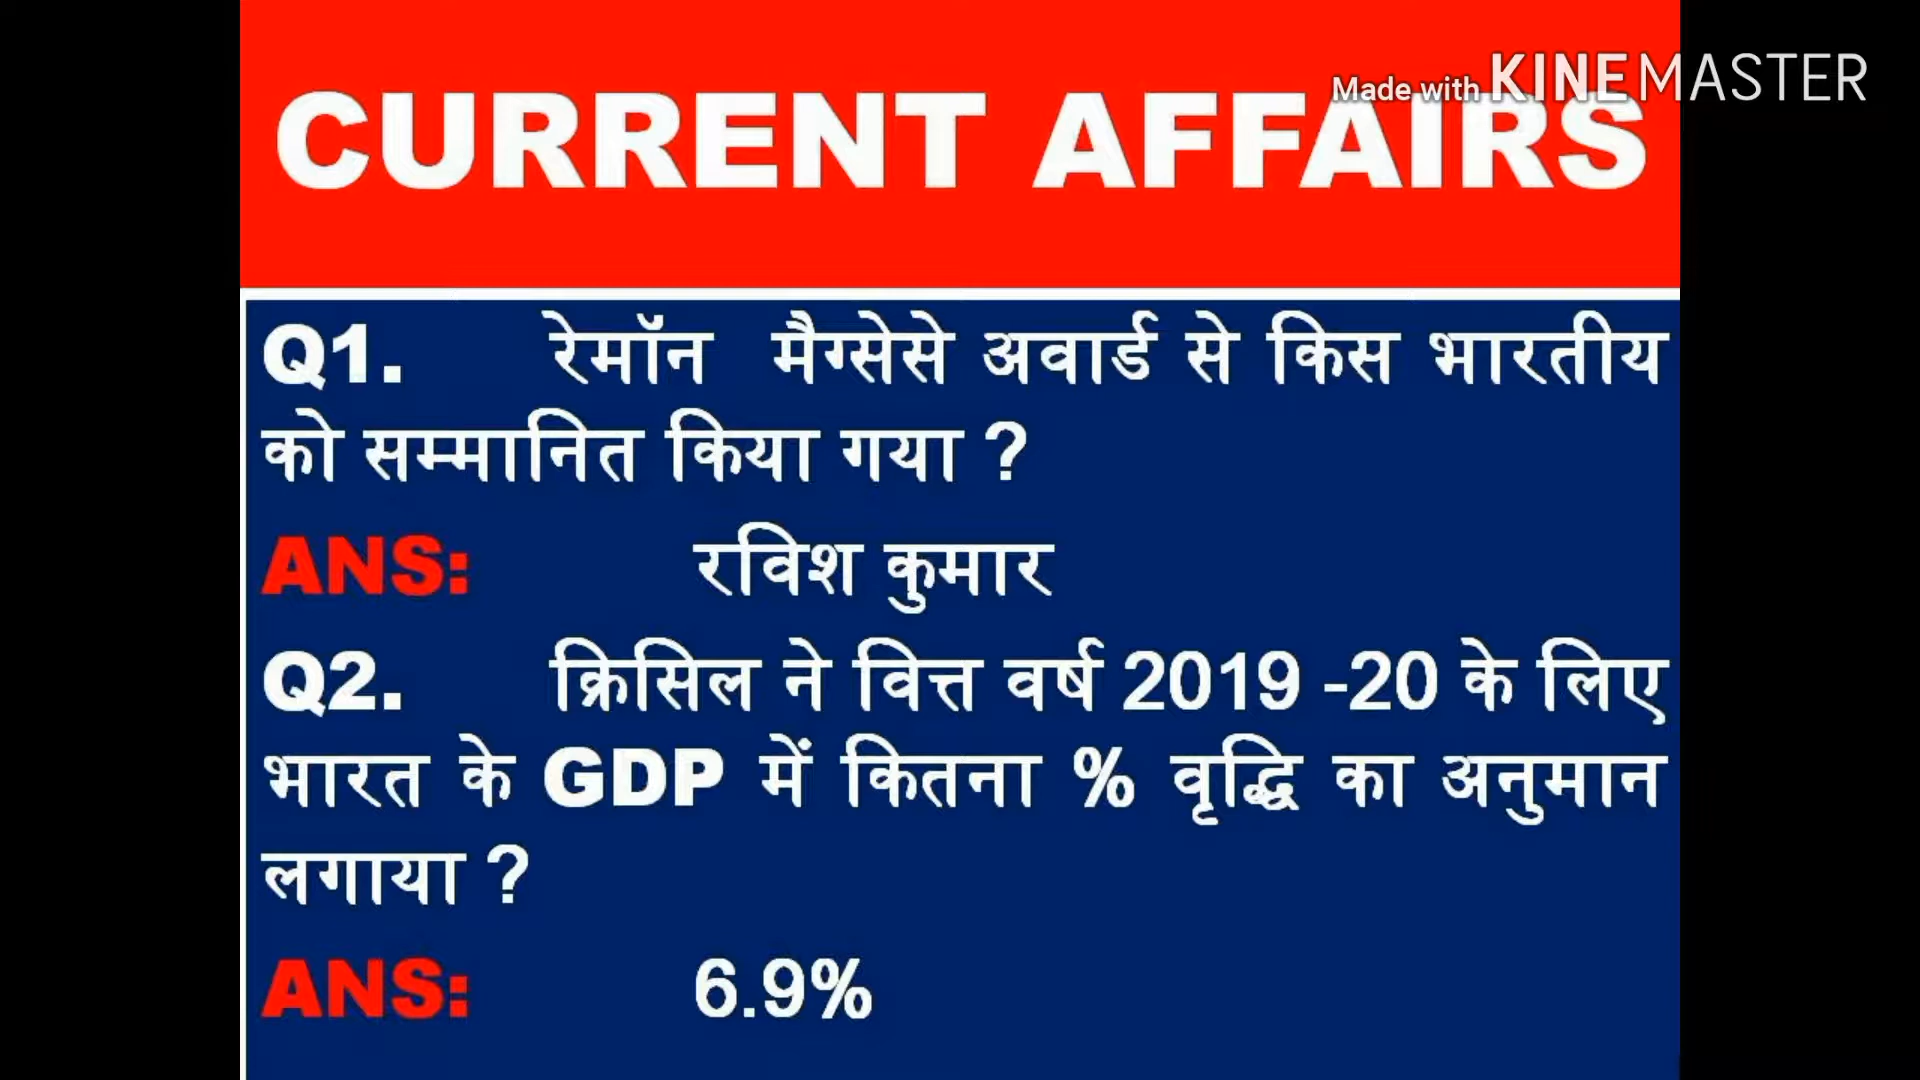 Made with KINEMASTER
CURRENT AFFAIRS
Q1. रेमॉन मैग्सेसे अवार्ड से किस भारतीय
को सम्मानित किया गया ?
ANS: रविश कुमार
Q2. क्रिसिल ने वित्त वर्ष 2019 -20 के लिए
भारत के GDP में कितना % वृद्धि का अनुमान
लगाया ?
ANS: 6.9%